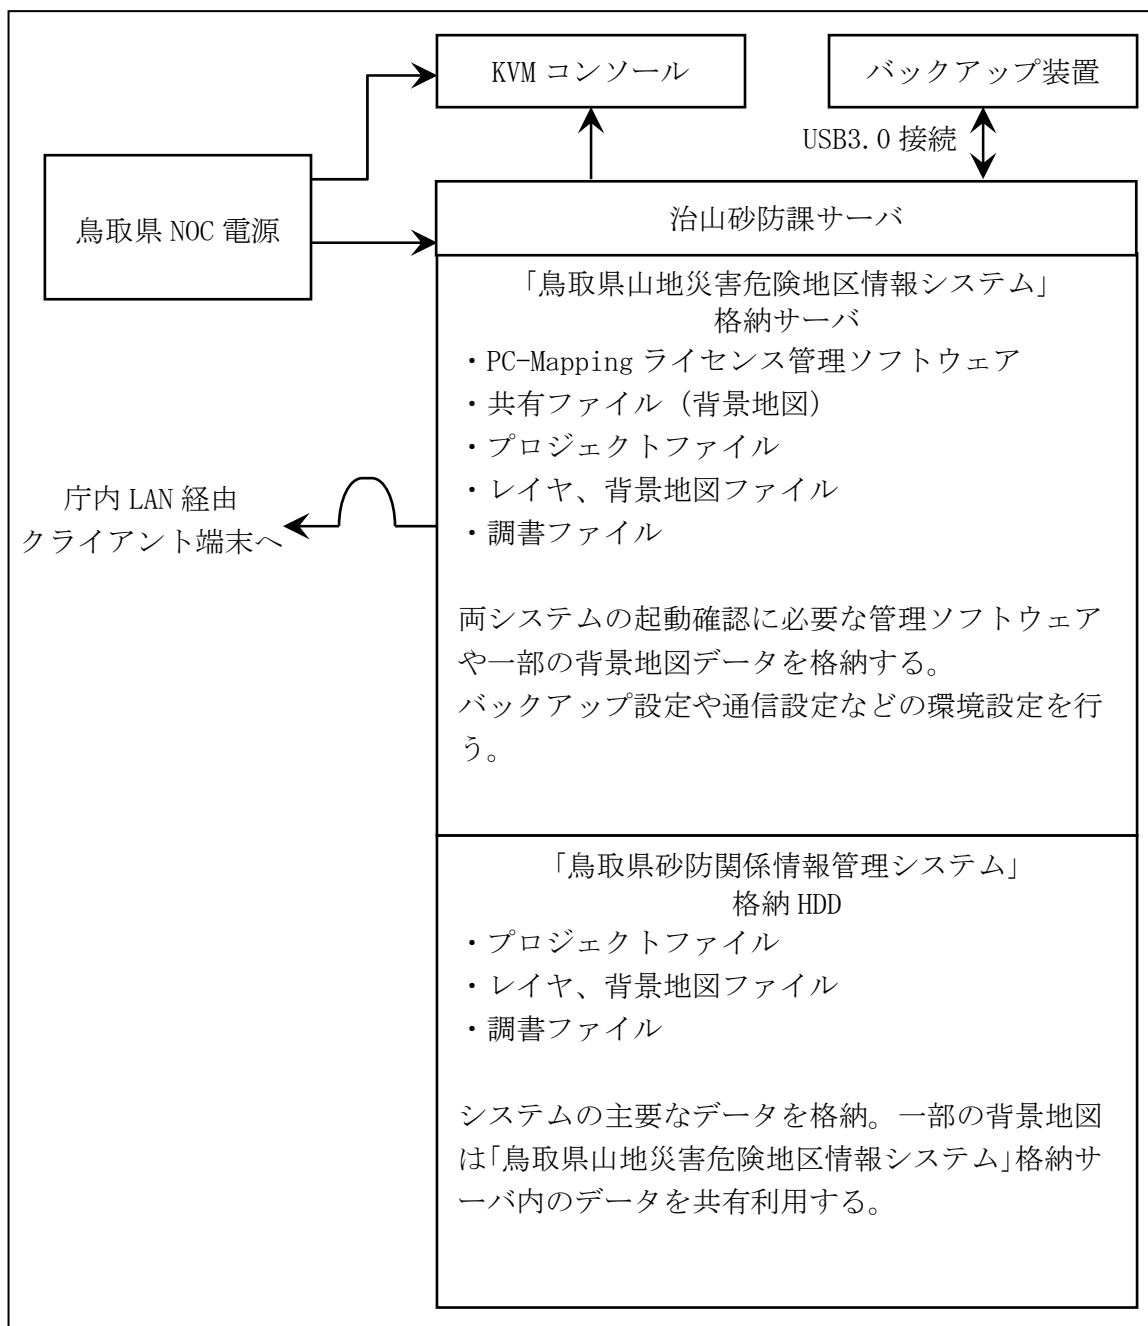 KVM コンソール
バックアップ装置
USB3.0 接続
鳥取県 NOC 電源
治山砂防課サーバ
「鳥取県山地災害危険地区情報システム」
格納サーバ
・PC-Mapping ライセンス管理ソフトウェア
・共有ファイル（背景地図）
・プロジェクトファイル
・レイヤ、背景地図ファイル
・調書ファイル
庁内 LAN 経由
クライアント端末へ
両システムの起動確認に必要な管理ソフトウェア
や一部の背景地図データを格納する。
バックアップ設定や通信設定などの環境設定を行
う。
「鳥取県砂防関係情報管理システム」
格納 HDD
・プロジェクトファイル
・レイヤ、背景地図ファイル
・調書ファイル
システムの主要なデータを格納。一部の背景地図
は「鳥取県山地災害危険地区情報システム」格納サ
ーバ内のデータを共有利用する。